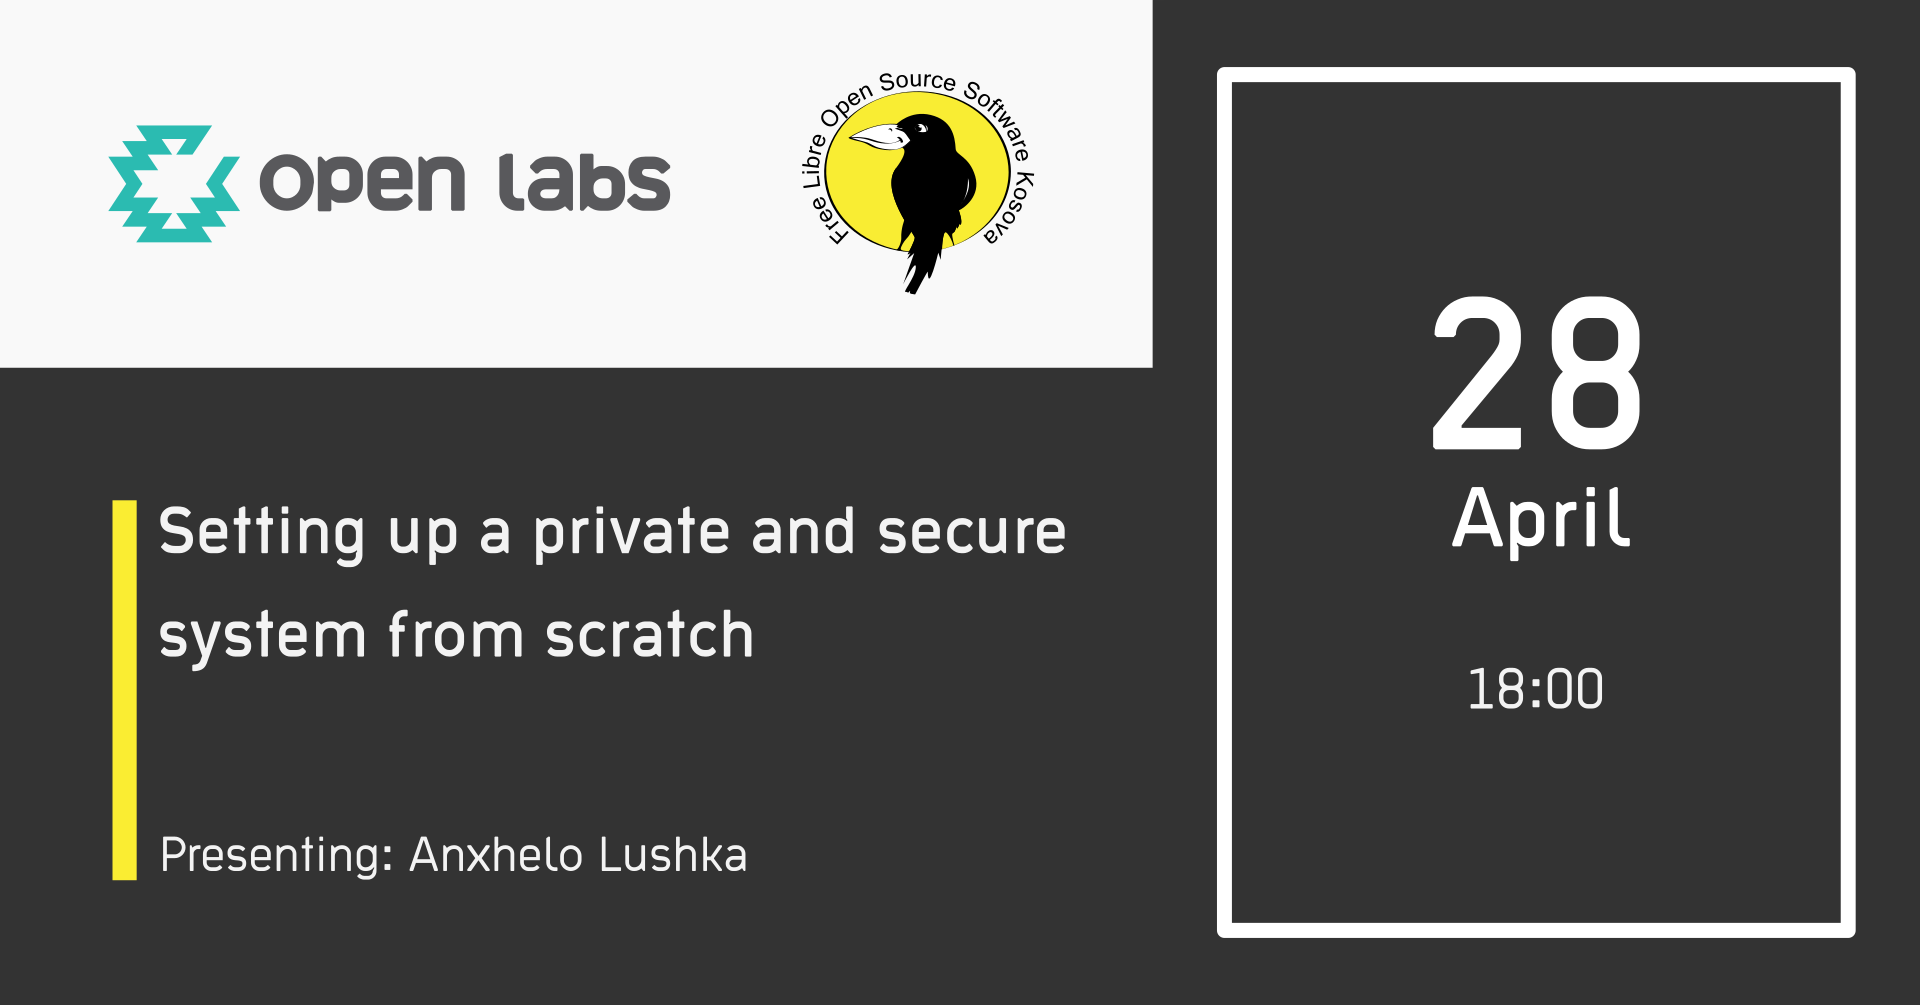 open labs
Free Libre Open Source Software Kosova
Setting up a private and secure
system from scratch
Presenting: Anxhelo Lushka
28
April
18:00